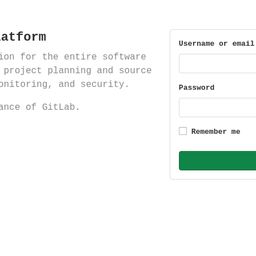 latform
ion for the entire software
project planning and source
onitoring, and security.
ance of GitLab.
Username or email
Password
Remember me